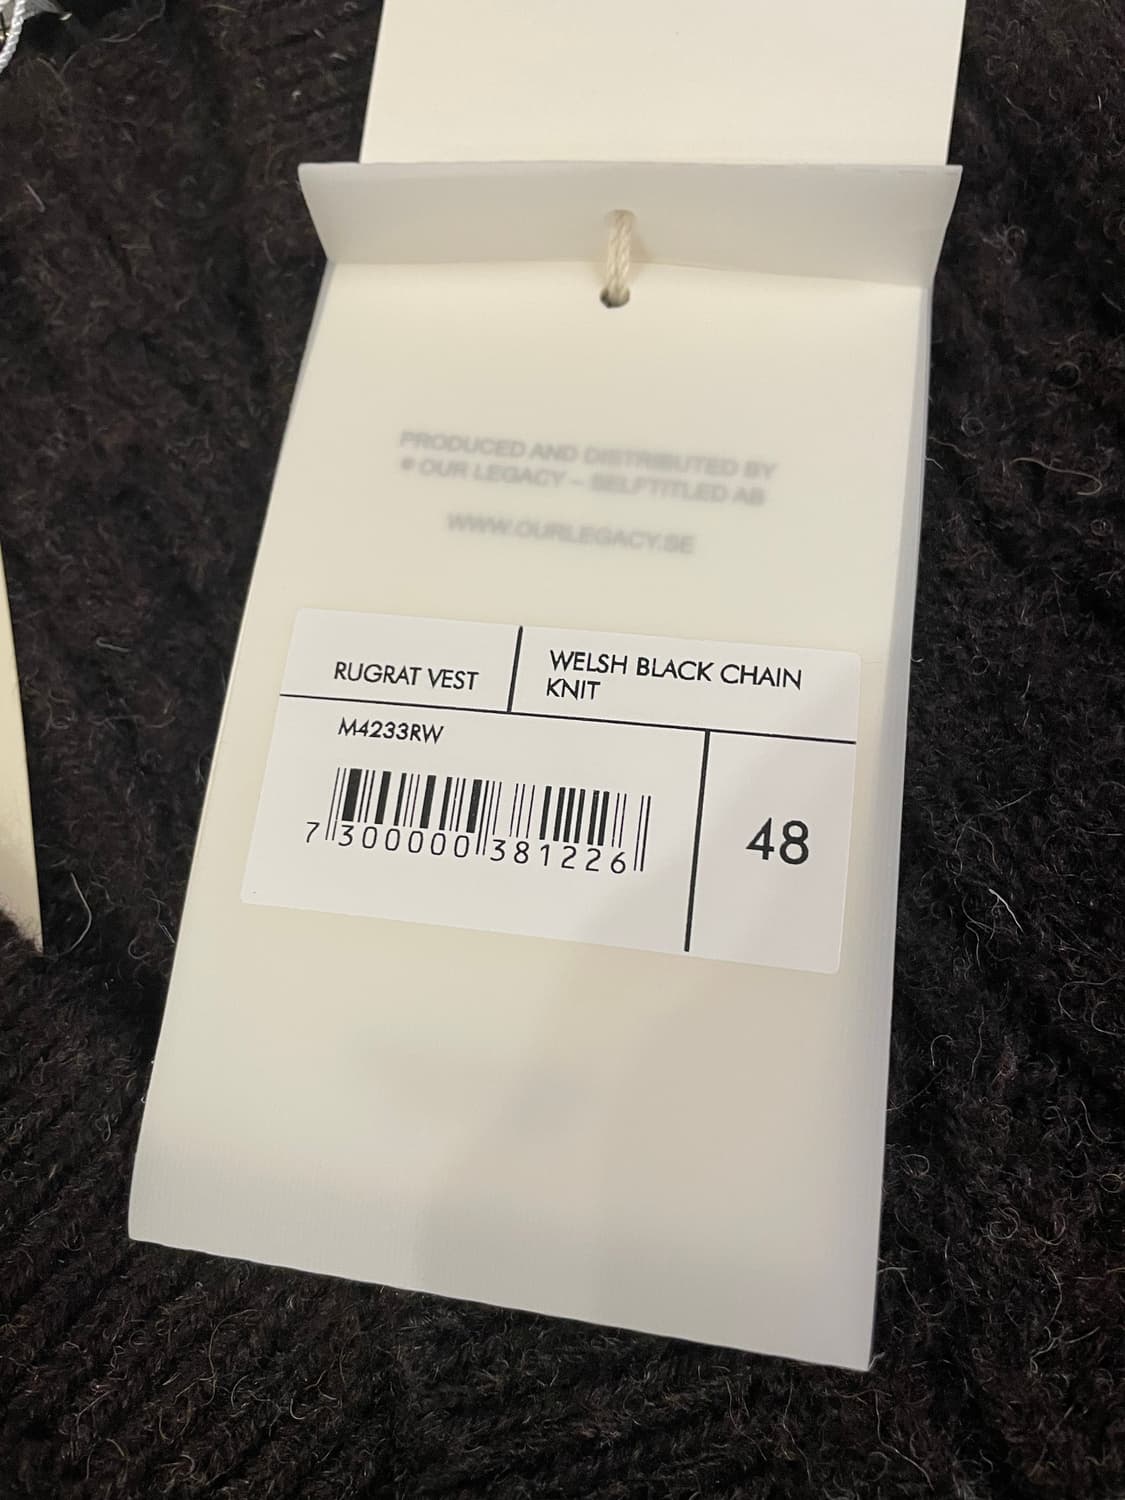 PRODUCED AND DISTRIBUTED BY
® OUR LEGACY – SELFTITLED AB
WWW.OURLEGACY.SE
RUGRAT VEST
WELSH BLACK CHAIN
KNIT
M4233RW
7 300000 381226
48